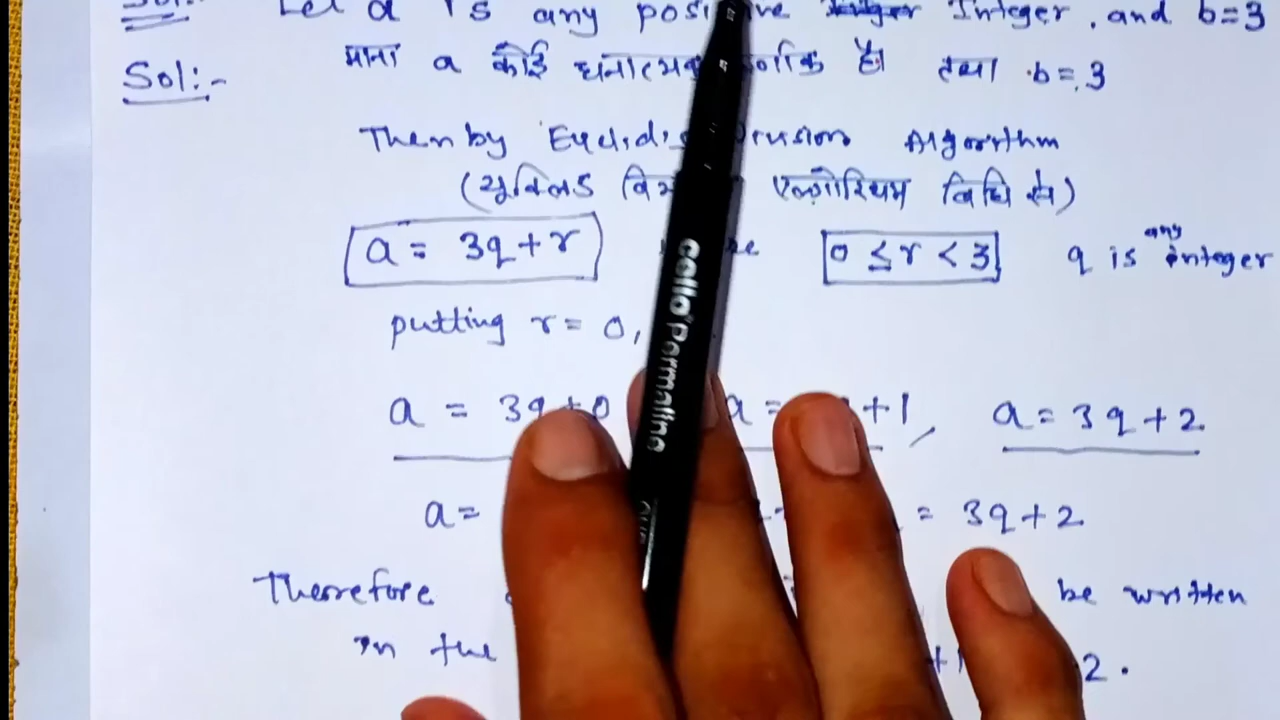 Let a is any positive Integer, and b=3
Sol:- माना a कोई धनात्मक पूर्णांक है। तथा b=3
Then by Euclid's Division Algorithm
(यूक्लिड एल्गोरिथम विधि से)
a = 3q+r 0 ≤ r < 3 q is any integer
putting r= 0,
a = 3q+0 a= +1, a= 3q+2
a= = 3q+2
Therefore be written
in the 2.
cello Permaline